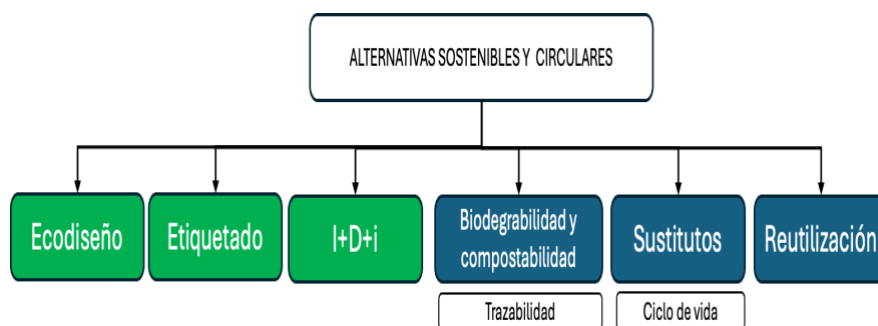 ALTERNATIVAS SOSTENIBLES Y CIRCULARES
Ecodiseño
Etiquetado
I+D+i
Biodegrabilidad y
compostabilidad
Sustitutos
Reutilización
Trazabilidad
Ciclo de vida